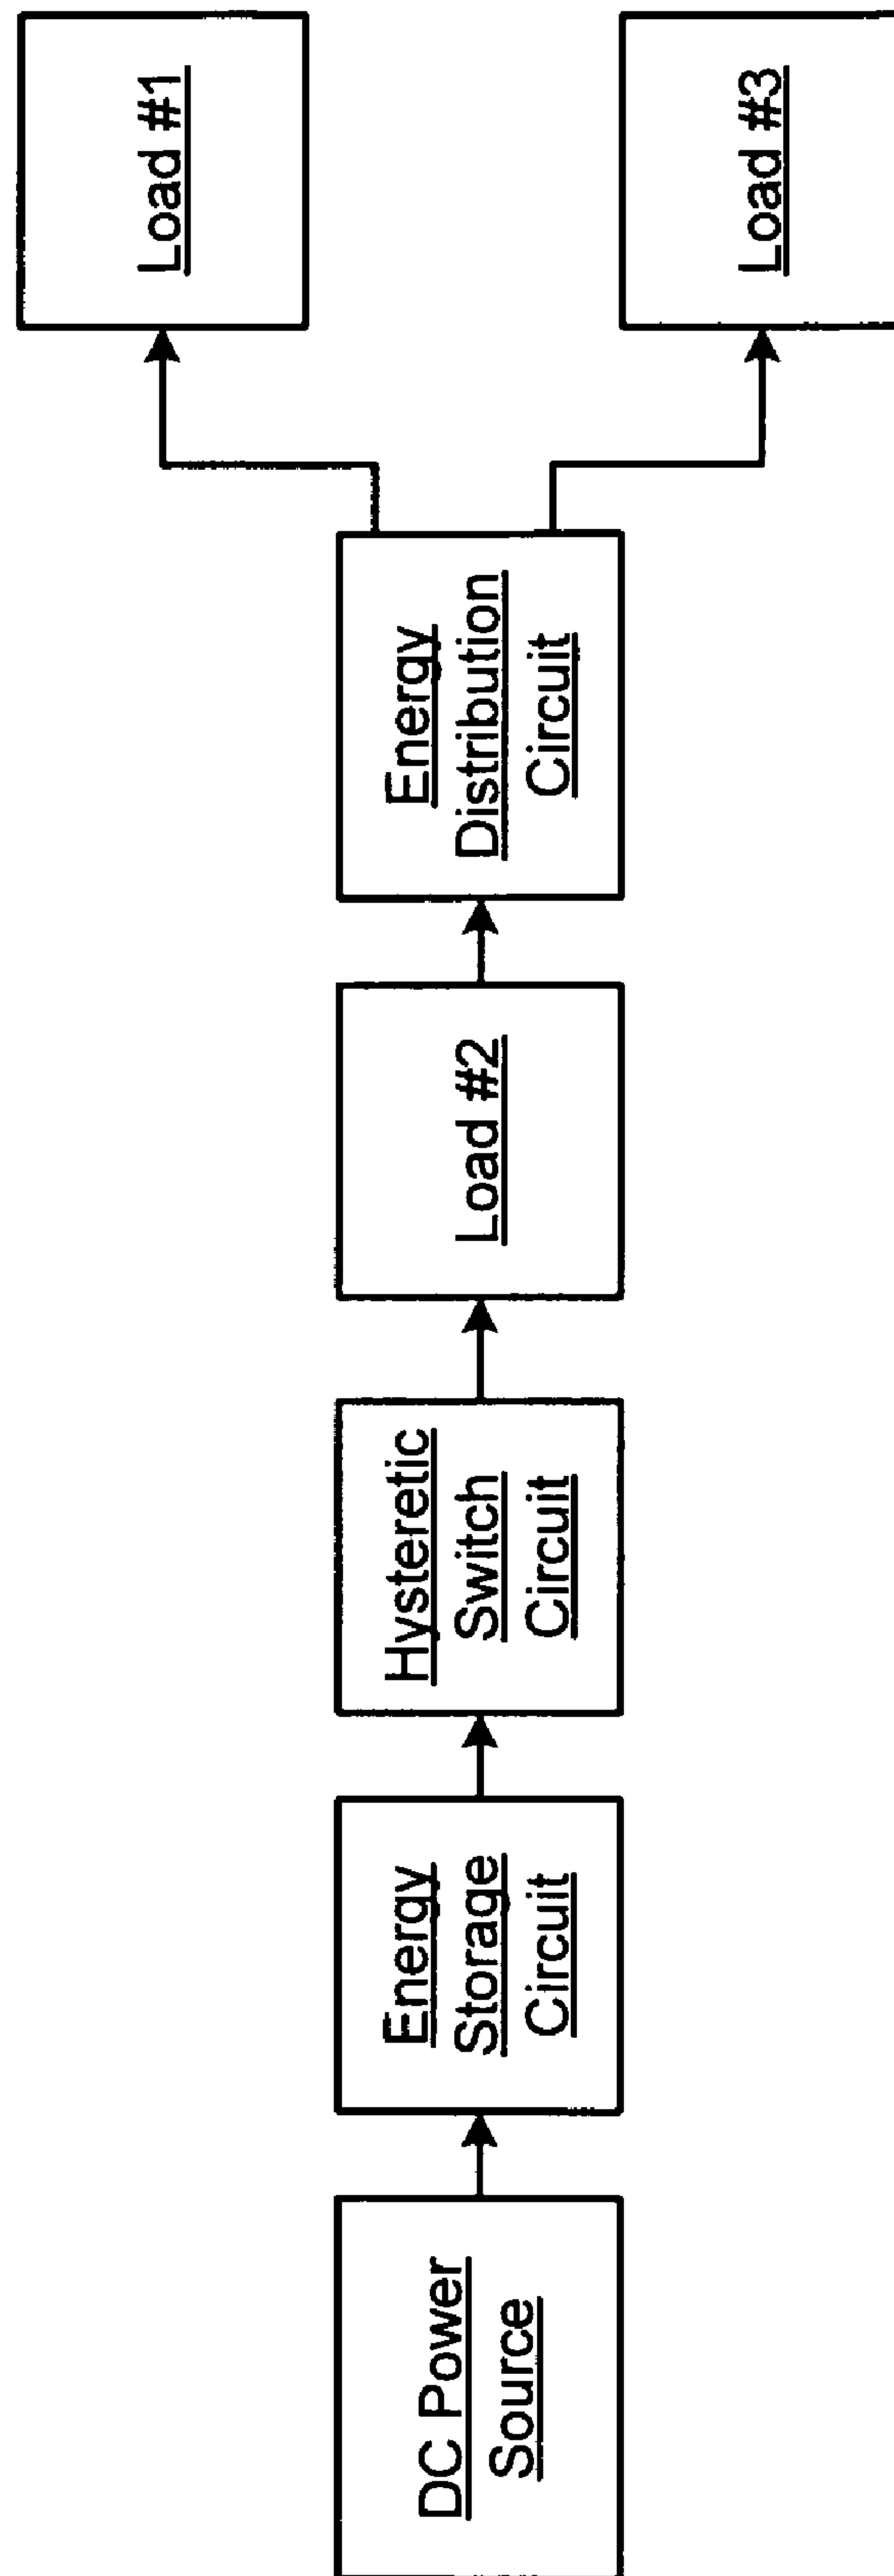 DC Power
Source
Energy
Storage
Circuit
Hysteretic
Switch
Circuit
Load #2
Energy
Distribution
Circuit
Load #1
Load #3